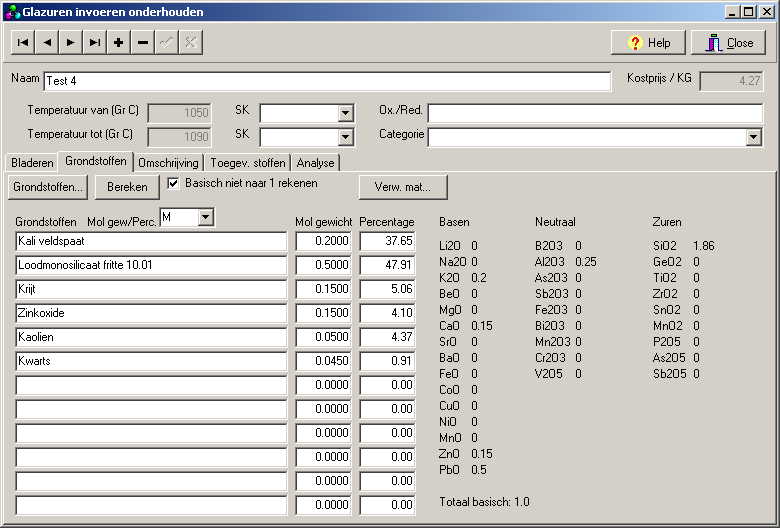 Glazuren invoeren onderhouden
Help Close
Naam Test 4 Kostprijs / KG 4.27
Temperatuur van (Gr C) 1050 SK Ox./Red.
Temperatuur tot (Gr C) 1090 SK Categorie
Bladeren Grondstoffen Omschrijving Toegev. stoffen Analyse
Grondstoffen... Bereken Basisch niet naar 1 rekenen Verw. mat...
Grondstoffen Mol gew/Perc. M Mol gewicht Percentage Basen Neutraal Zuren
Kali veldspaat 0.2000 37.65
Loodmonosilicaat fritte 10.01 0.5000 47.91
Krijt 0.1500 5.06
Zinkoxide 0.1500 4.10
Kaolien 0.0500 4.37
Kwarts 0.0450 0.91
0.0000 0.00
0.0000 0.00
0.0000 0.00
0.0000 0.00
0.0000 0.00
0.0000 0.00
Li2O 0 B2O3 0 SiO2 1.86
Na2O 0 Al2O3 0.25 GeO2 0
K2O 0.2 As2O3 0 TiO2 0
BeO 0 Sb2O3 0 ZrO2 0
MgO 0 Fe2O3 0 SnO2 0
CaO 0.15 Bi2O3 0 MnO2 0
SrO 0 Mn2O3 0 P2O5 0
BaO 0 Cr2O3 0 As2O5 0
FeO 0 V2O5 0 Sb2O5 0
CoO 0
CuO 0
NiO 0
MnO 0
ZnO 0.15
PbO 0.5
Totaal basisch: 1.0